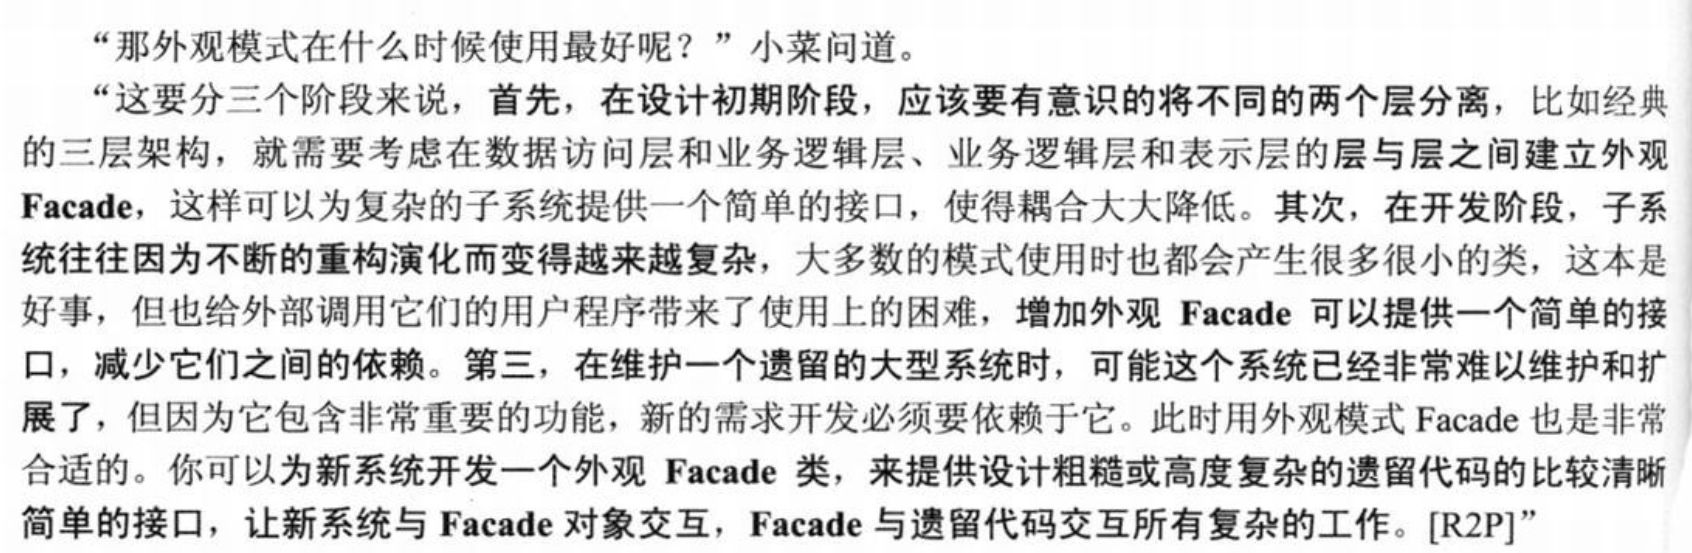 “那外观模式在什么时候使用最好呢？”小菜问道。
“这要分三个阶段来说，首先，在设计初期阶段，应该要有意识的将不同的两个层分离，比如经典
的三层架构，就需要考虑在数据访问层和业务逻辑层、业务逻辑层和表示层的层与层之间建立外观
Facade，这样可以为复杂的子系统提供一个简单的接口，使得耦合大大降低。其次，在开发阶段，子系
统往往因为不断的重构演化而变得越来越复杂，大多数的模式使用时也都会产生很多很小的类，这本是
好事，但也给外部调用它们的用户程序带来了使用上的困难，增加外观 Facade 可以提供一个简单的接
口，减少它们之间的依赖。第三，在维护一个遗留的大型系统时，可能这个系统已经非常难以维护和扩
展了，但因为它包含非常重要的功能，新的需求开发必须要依赖于它。此时用外观模式 Facade 也是非常
合适的。你可以为新系统开发一个外观 Facade 类，来提供设计粗糙或高度复杂的遗留代码的比较清晰
简单的接口，让新系统与 Facade 对象交互，Facade 与遗留代码交互所有复杂的工作。[R2P]”